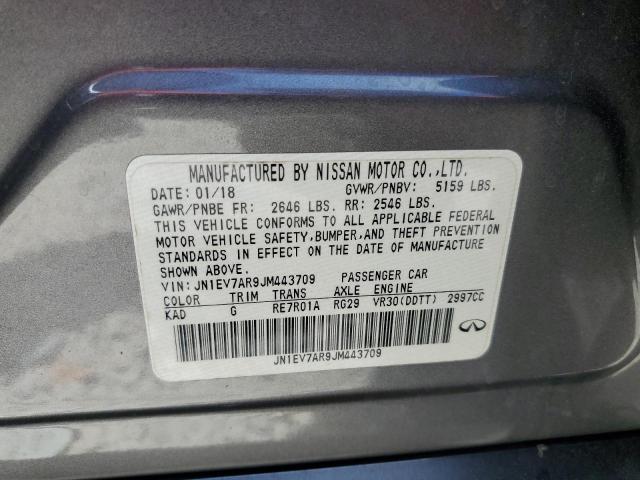 MANUFACTURED BY NISSAN MOTOR CO.,LTD.
DATE: 01/18 GVWR/PNBV: 5159 LBS.
GAWR/PNBE FR: 2646 LBS. RR: 2546 LBS.
THIS VEHICLE CONFORMS TO ALL APPLICABLE FEDERAL
MOTOR VEHICLE SAFETY, BUMPER, AND THEFT PREVENTION
STANDARDS IN EFFECT ON THE DATE OF MANUFACTURE
SHOWN ABOVE.
VIN: JN1EV7AR9JM443709 PASSENGER CAR
COLOR TRIM TRANS AXLE ENGINE
KAD G RE7R01A RG29 VR30(DDTT) 2997CC
JN1EV7AR9JM443709